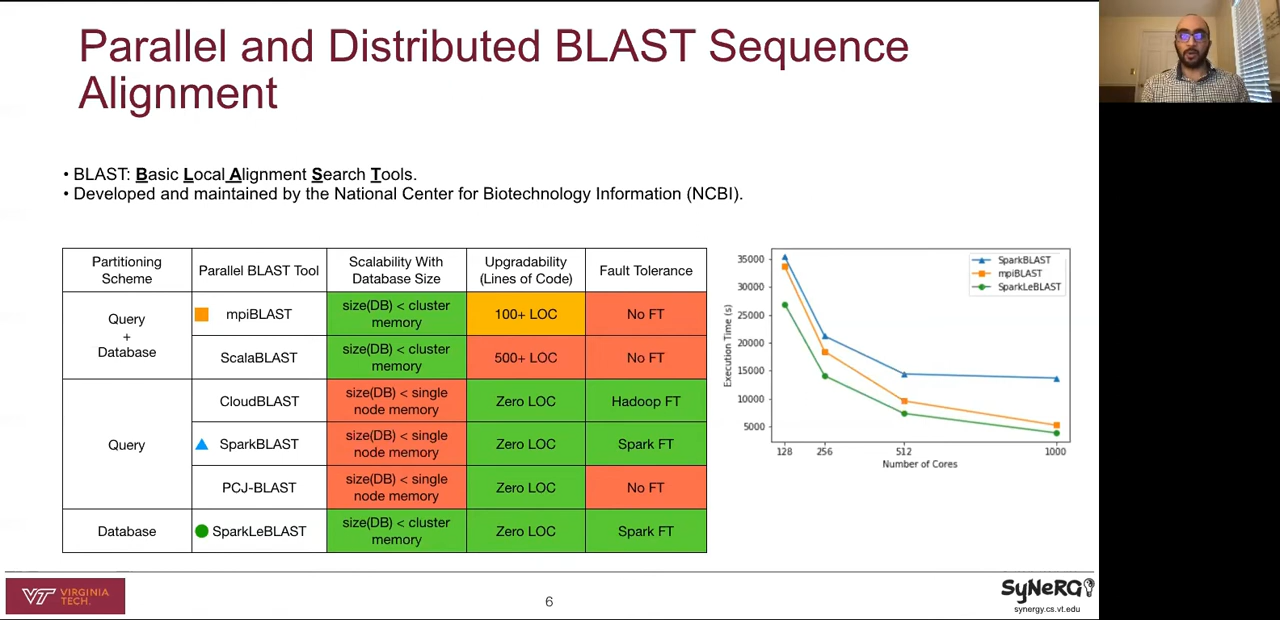 Parallel and Distributed BLAST Sequence
Alignment
• BLAST: Basic Local Alignment Search Tools.
• Developed and maintained by the National Center for Biotechnology Information (NCBI).
Partitioning
Scheme
Parallel BLAST Tool
Scalability With
Database Size
Upgradability
(Lines of Code)
Fault Tolerance
Query
+
Database
mpiBLAST
size(DB) < cluster
memory
100+ LOC
No FT
ScalaBLAST
size(DB) < cluster
memory
500+ LOC
No FT
Query
CloudBLAST
size(DB) < single
node memory
Zero LOC
Hadoop FT
SparkBLAST
size(DB) < single
node memory
Zero LOC
Spark FT
PCJ-BLAST
size(DB) < single
node memory
Zero LOC
No FT
Database
SparkLeBLAST
size(DB) < cluster
memory
Zero LOC
Spark FT
SparkBLAST
mpiBLAST
SparkLeBLAST
Execution Time (s)
35000
30000
25000
20000
15000
10000
5000
128 256 512 1000
Number of Cores
VT VIRGINIA
TECH.
6
SyNeRGy
synergy.cs.vt.edu